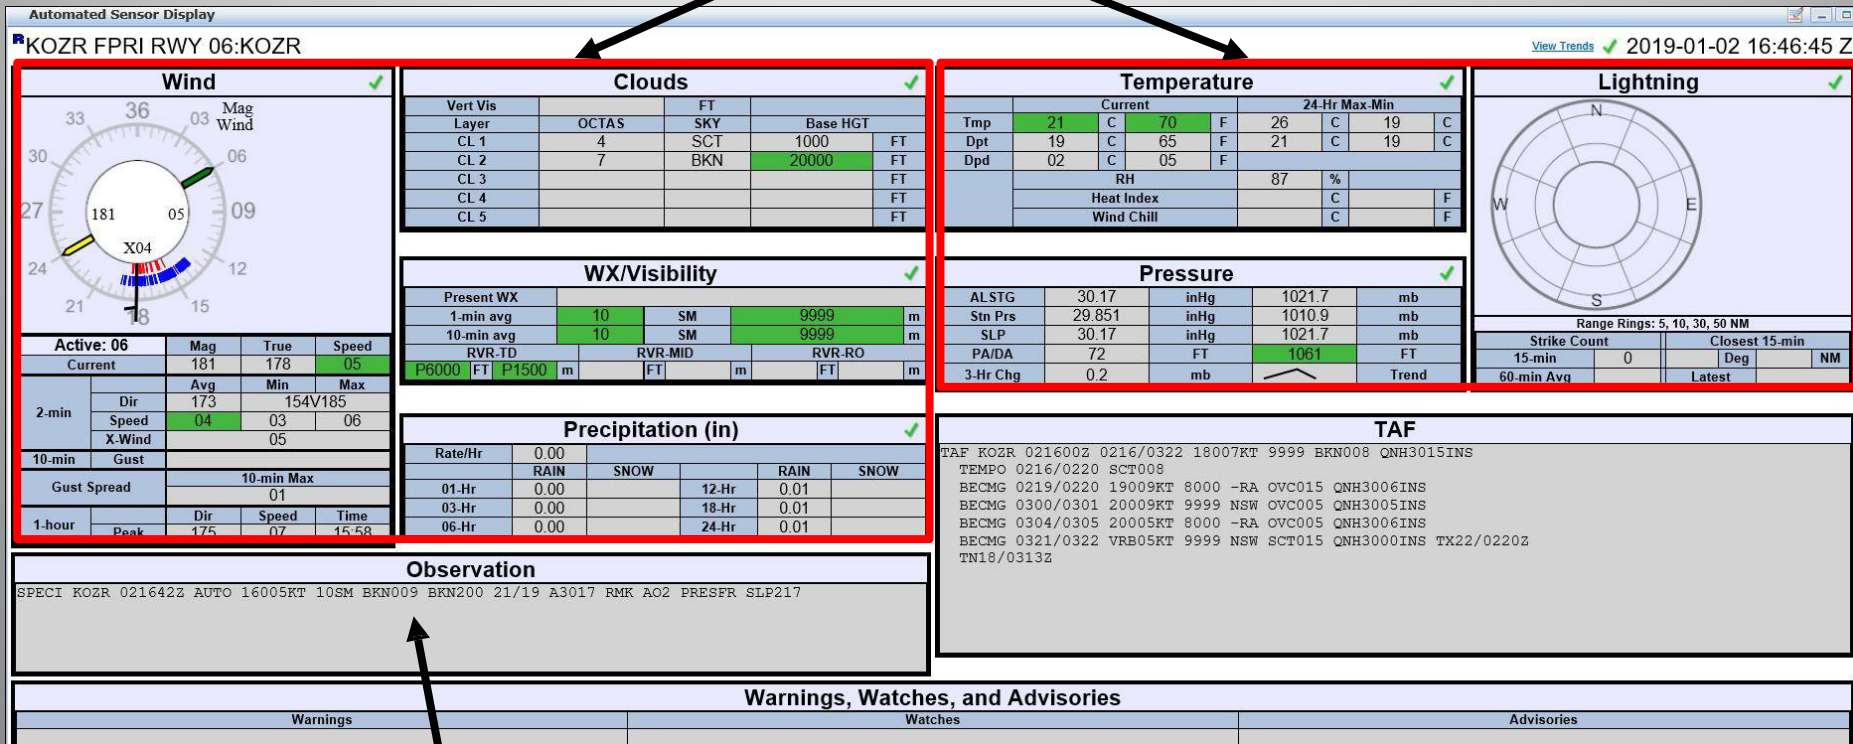 Automated Sensor Display
KOZR FPRI RWY 06:KOZR
View Trends 2019-01-02 16:46:45 Z
Wind
36 Mag
33 03 Wind
30 06
27 181 05 09
X04
24 12
21 15
18
Active: 06 Mag True Speed
Current 181 178 05
Avg Min Max
2-min Dir 173 154V185
Speed 04 03 06
X-Wind 05
10-min Gust
Gust Spread 10-min Max
01
1-hour Dir Speed Time
Peak 175 07 15:58
Clouds
Vert Vis FT
Layer OCTAS SKY Base HGT
CL 1 4 SCT 1000 FT
CL 2 7 BKN 20000 FT
CL 3 FT
CL 4 FT
CL 5 FT
WX/Visibility
Present WX
1-min avg 10 SM 9999 m
10-min avg 10 SM 9999 m
RVR-TD RVR-MID RVR-RO
P6000 FT P1500 m FT m FT m
Precipitation (in)
Rate/Hr 0.00
RAIN SNOW RAIN SNOW
01-Hr 0.00 12-Hr 0.01
03-Hr 0.00 18-Hr 0.01
06-Hr 0.00 24-Hr 0.01
Temperature
Current 24-Hr Max-Min
Tmp 21 C 70 F 26 C 19 C
Dpt 19 C 65 F 21 C 19 C
Dpd 02 C 05 F
RH 87 %
Heat Index C F
Wind Chill C F
Pressure
ALSTG 30.17 inHg 1021.7 mb
Stn Prs 29.851 inHg 1010.9 mb
SLP 30.17 inHg 1021.7 mb
PA/DA 72 FT 1061 FT
3-Hr Chg 0.2 mb Trend
Lightning
N
W E
S
Range Rings: 5, 10, 30, 50 NM
Strike Count Closest 15-min
15-min 0 Deg NM
60-min Avg Latest
Observation
SPECI KOZR 021642Z AUTO 16005KT 10SM BKN009 BKN200 21/19 A3017 RMK AO2 PRESFR SLP217
TAF
TAF KOZR 021600Z 0216/0322 18007KT 9999 BKN008 QNH3015INS
TEMPO 0216/0220 SCT008
BECMG 0219/0220 19009KT 8000 -RA OVC015 QNH3006INS
BECMG 0300/0301 20009KT 9999 NSW OVC005 QNH3005INS
BECMG 0304/0305 20005KT 8000 -RA OVC005 QNH3006INS
BECMG 0321/0322 VRB05KT 9999 NSW SCT015 QNH3000INS TX22/0220Z
TN18/0313Z
Warnings, Watches, and Advisories
Warnings Watches Advisories